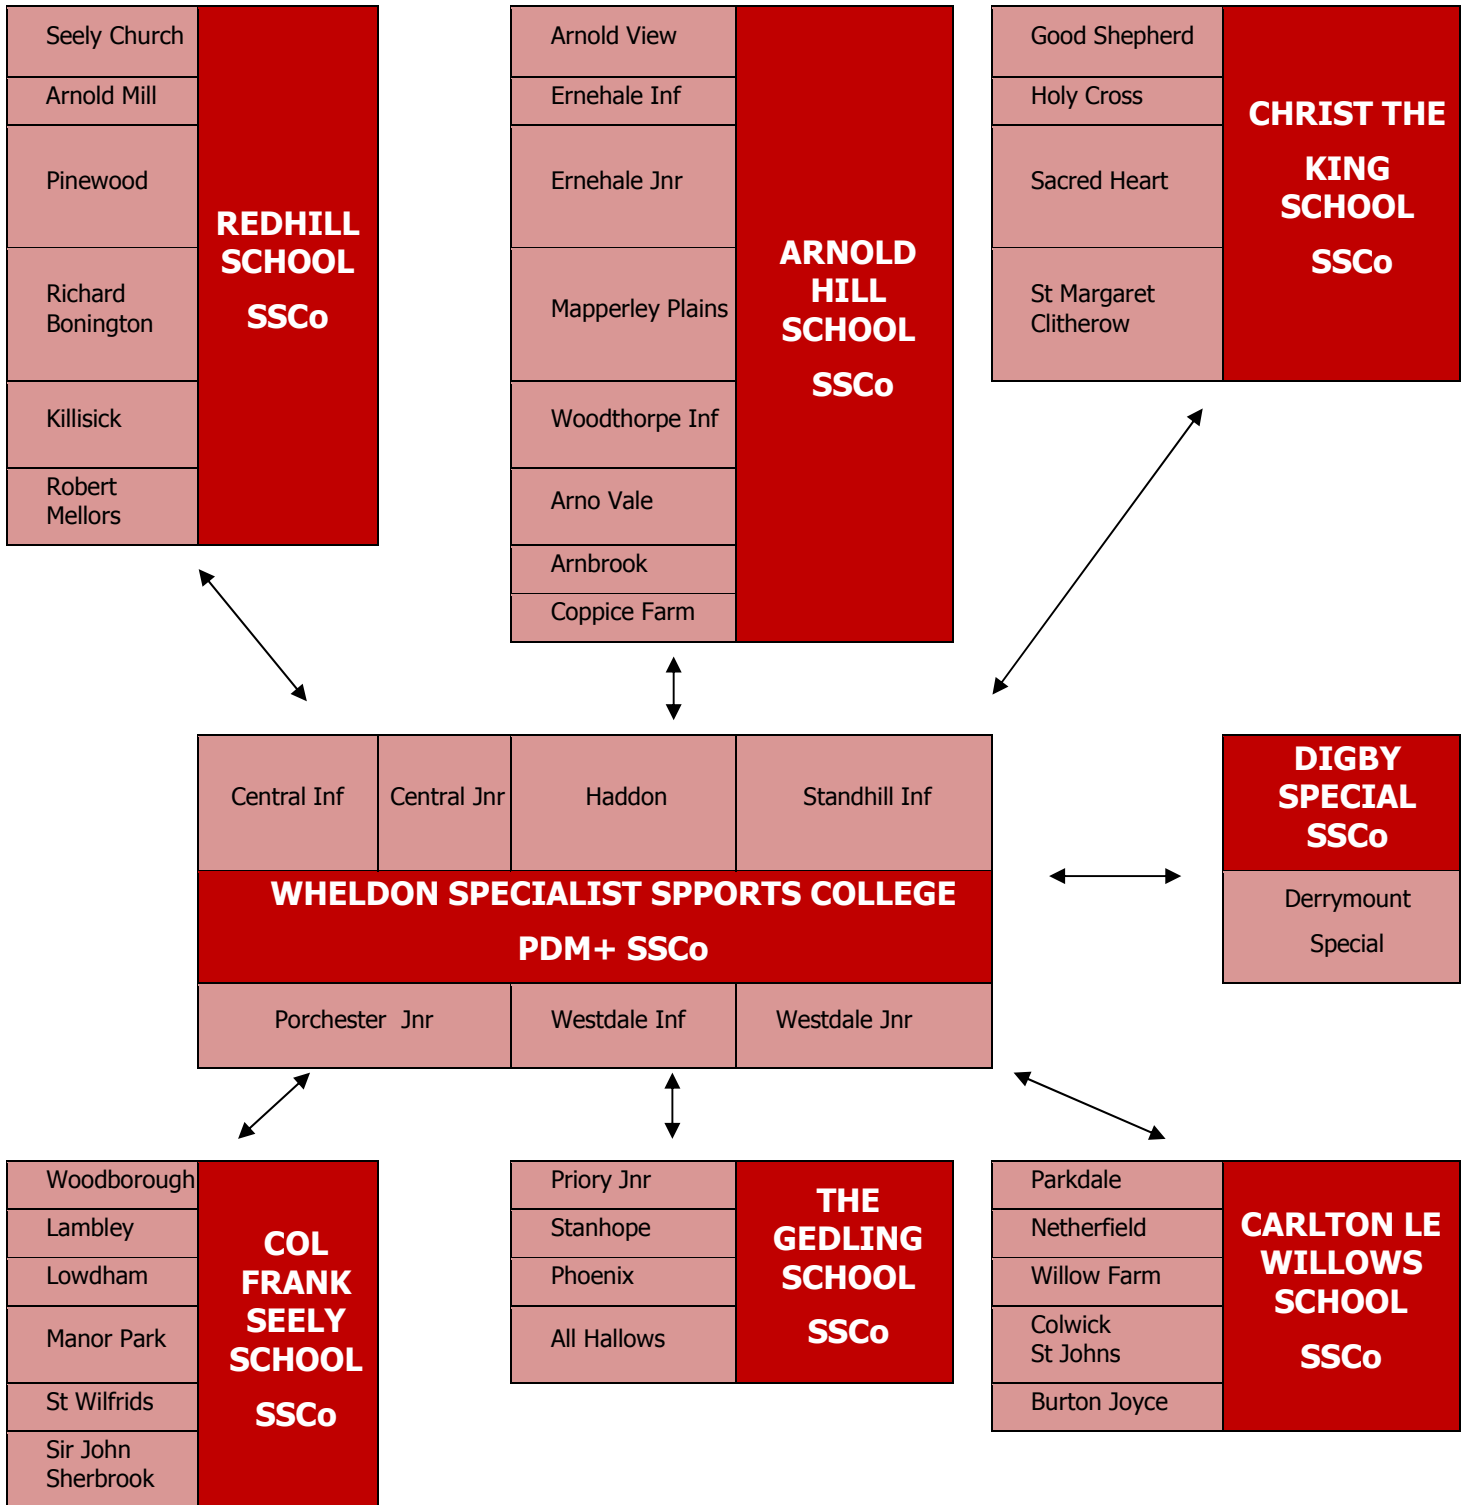 Seely Church
Arnold Mill
Pinewood
Richard
Bonington
Killisick
Robert
Mellors
REDHILL
SCHOOL
SSCo
Arnold View
Ernehale Inf
Ernehale Jnr
Mapperley Plains
Woodthorpe Inf
Arno Vale
Arnbrook
Coppice Farm
ARNOLD
HILL
SCHOOL
SSCo
Good Shepherd
Holy Cross
Sacred Heart
St Margaret
Clitherow
CHRIST THE
KING
SCHOOL
SSCo
Central Inf
Central Jnr
Haddon
Standhill Inf
WHELDON SPECIALIST SPPORTS COLLEGE
PDM+ SSCo
Porchester Jnr
Westdale Inf
Westdale Jnr
DIGBY
SPECIAL
SSCo
Derrymount
Special
Woodborough
Lambley
Lowdham
Manor Park
St Wilfrids
Sir John
Sherbrook
COL
FRANK
SEELY
SCHOOL
SSCo
Priory Jnr
Stanhope
Phoenix
All Hallows
THE
GEDLING
SCHOOL
SSCo
Parkdale
Netherfield
Willow Farm
Colwick
St Johns
Burton Joyce
CARLTON LE
WILLOWS
SCHOOL
SSCo